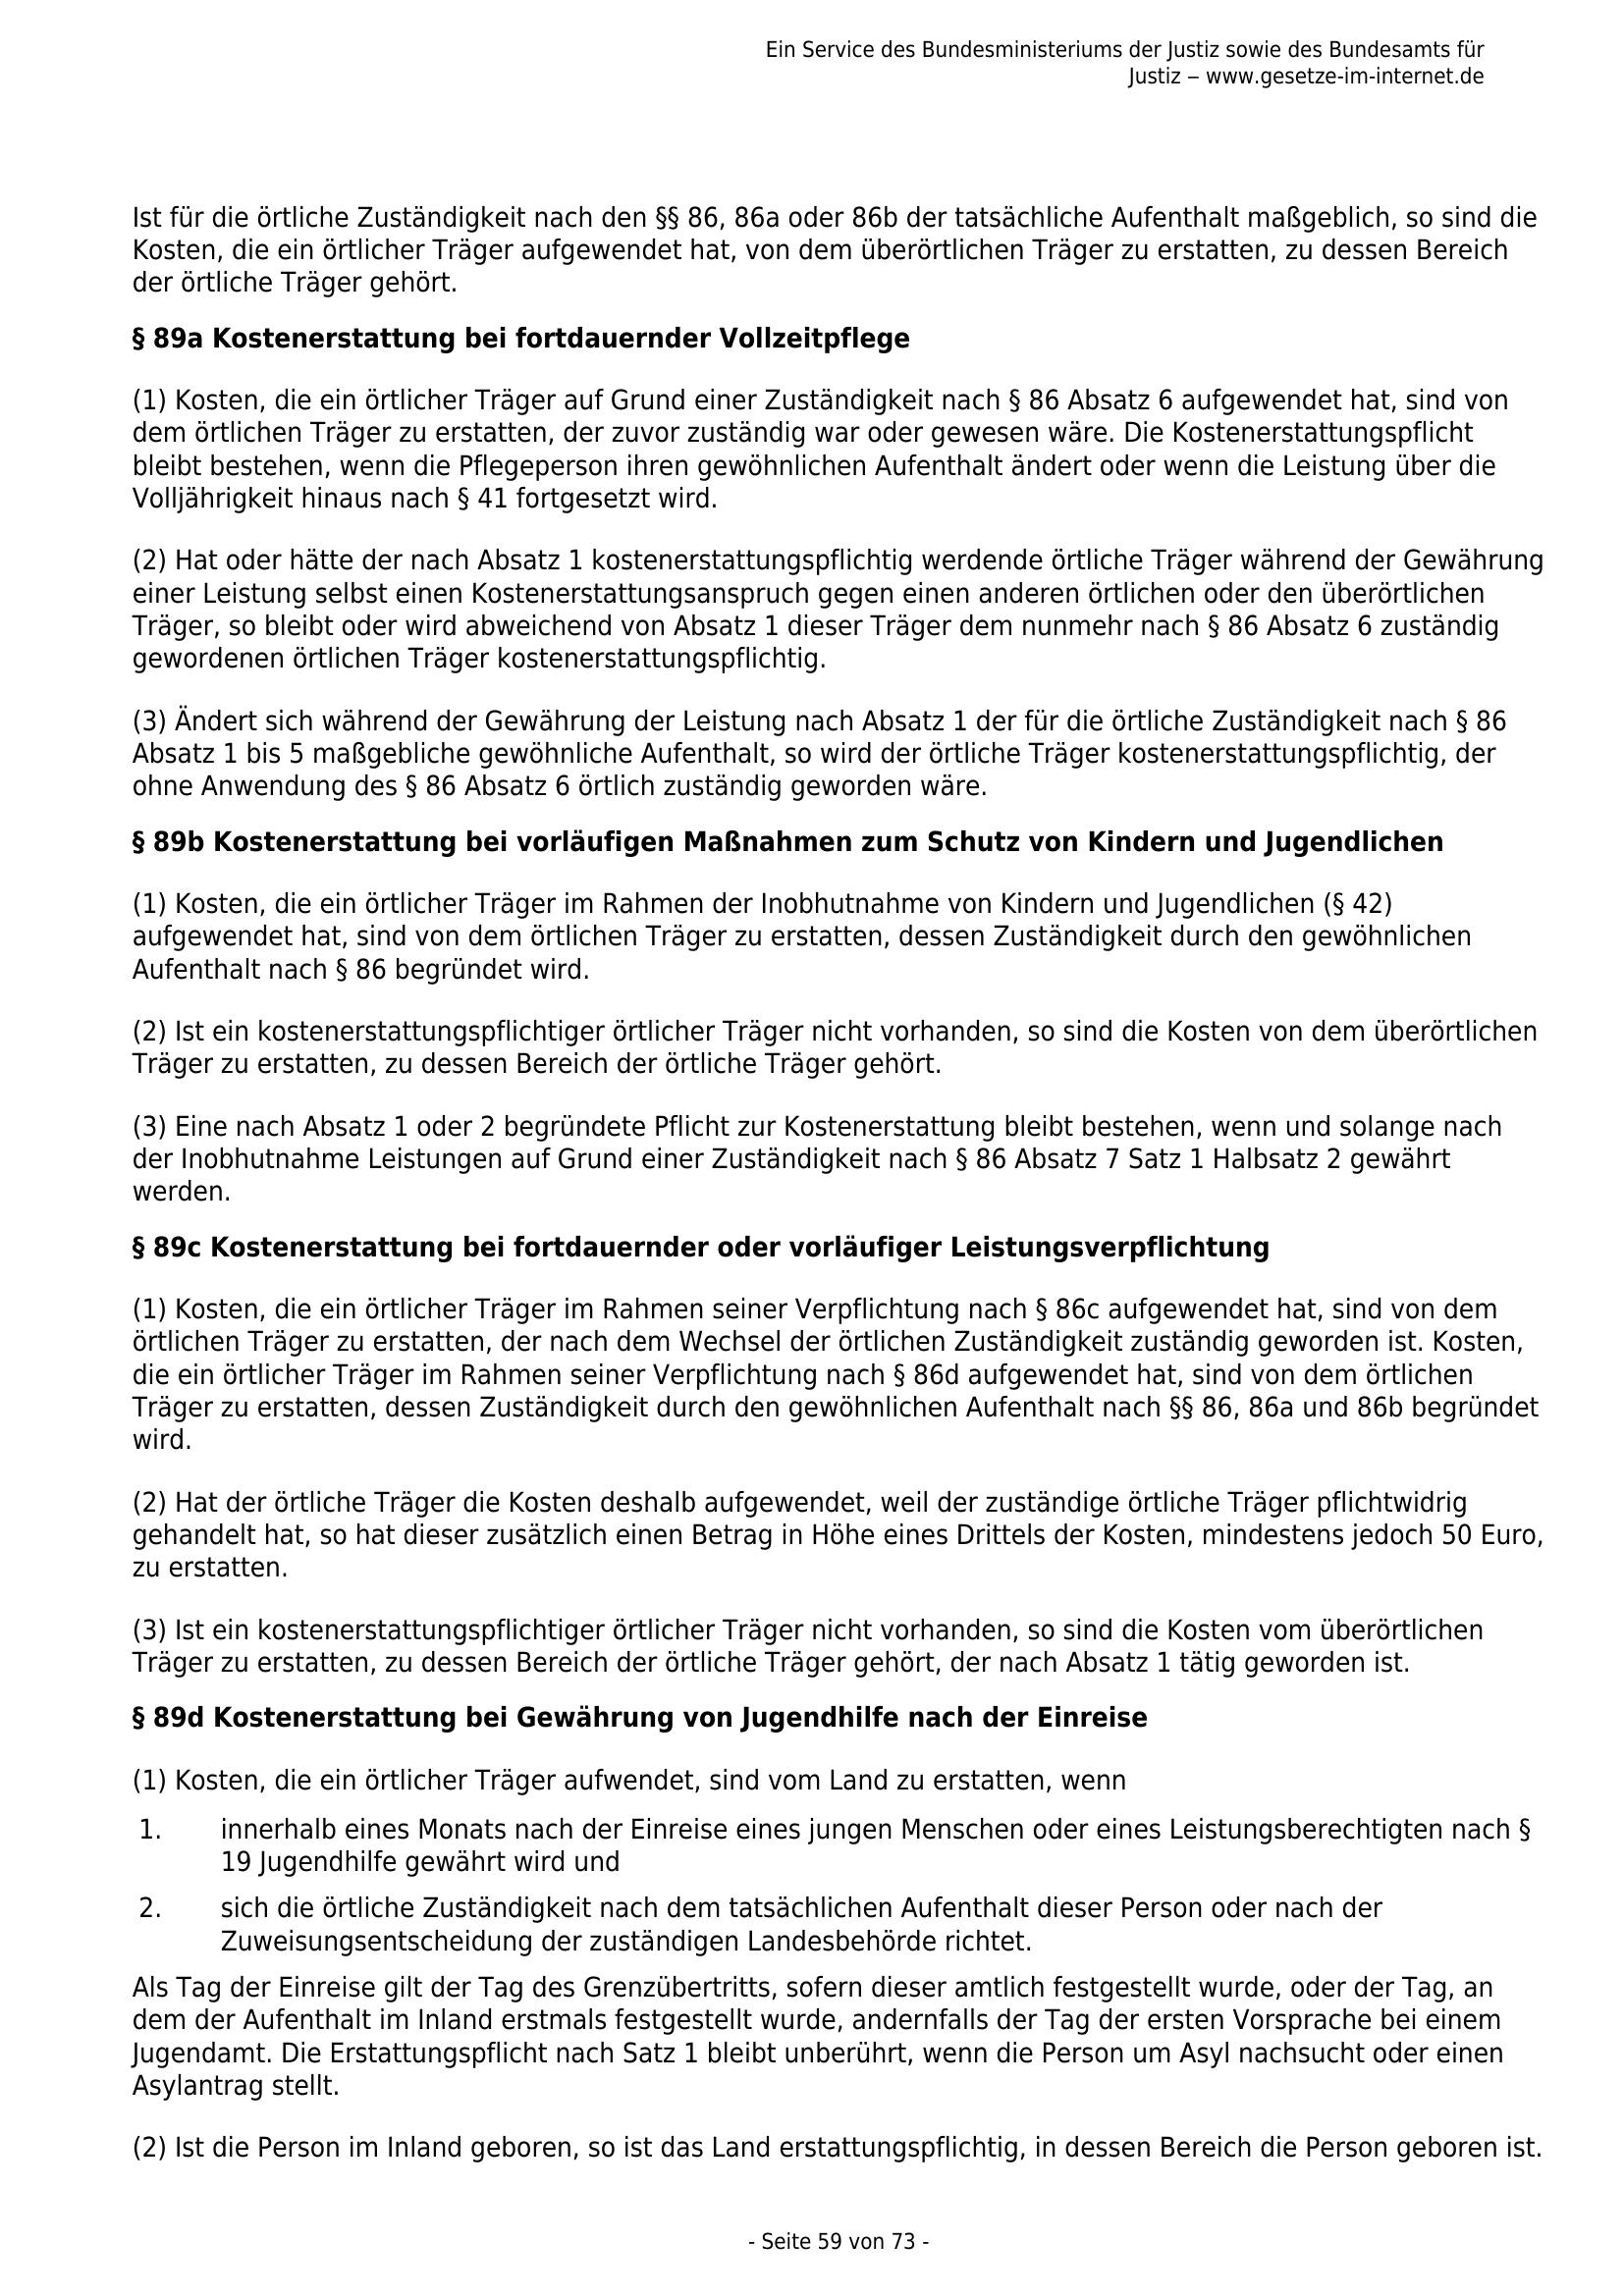 Ein Service des Bundesministeriums der Justiz sowie des Bundesamts für
Justiz ‒ www.gesetze-im-internet.de
Ist für die örtliche Zuständigkeit nach den §§ 86, 86a oder 86b der tatsächliche Aufenthalt maßgeblich, so sind die
Kosten, die ein örtlicher Träger aufgewendet hat, von dem überörtlichen Träger zu erstatten, zu dessen Bereich
der örtliche Träger gehört.
§ 89a Kostenerstattung bei fortdauernder Vollzeitpflege
(1) Kosten, die ein örtlicher Träger auf Grund einer Zuständigkeit nach § 86 Absatz 6 aufgewendet hat, sind von
dem örtlichen Träger zu erstatten, der zuvor zuständig war oder gewesen wäre. Die Kostenerstattungspflicht
bleibt bestehen, wenn die Pflegeperson ihren gewöhnlichen Aufenthalt ändert oder wenn die Leistung über die
Volljährigkeit hinaus nach § 41 fortgesetzt wird.
(2) Hat oder hätte der nach Absatz 1 kostenerstattungspflichtig werdende örtliche Träger während der Gewährung
einer Leistung selbst einen Kostenerstattungsanspruch gegen einen anderen örtlichen oder den überörtlichen
Träger, so bleibt oder wird abweichend von Absatz 1 dieser Träger dem nunmehr nach § 86 Absatz 6 zuständig
gewordenen örtlichen Träger kostenerstattungspflichtig.
(3) Ändert sich während der Gewährung der Leistung nach Absatz 1 der für die örtliche Zuständigkeit nach § 86
Absatz 1 bis 5 maßgebliche gewöhnliche Aufenthalt, so wird der örtliche Träger kostenerstattungspflichtig, der
ohne Anwendung des § 86 Absatz 6 örtlich zuständig geworden wäre.
§ 89b Kostenerstattung bei vorläufigen Maßnahmen zum Schutz von Kindern und Jugendlichen
(1) Kosten, die ein örtlicher Träger im Rahmen der Inobhutnahme von Kindern und Jugendlichen (§ 42)
aufgewendet hat, sind von dem örtlichen Träger zu erstatten, dessen Zuständigkeit durch den gewöhnlichen
Aufenthalt nach § 86 begründet wird.
(2) Ist ein kostenerstattungspflichtiger örtlicher Träger nicht vorhanden, so sind die Kosten von dem überörtlichen
Träger zu erstatten, zu dessen Bereich der örtliche Träger gehört.
(3) Eine nach Absatz 1 oder 2 begründete Pflicht zur Kostenerstattung bleibt bestehen, wenn und solange nach
der Inobhutnahme Leistungen auf Grund einer Zuständigkeit nach § 86 Absatz 7 Satz 1 Halbsatz 2 gewährt
werden.
§ 89c Kostenerstattung bei fortdauernder oder vorläufiger Leistungsverpflichtung
(1) Kosten, die ein örtlicher Träger im Rahmen seiner Verpflichtung nach § 86c aufgewendet hat, sind von dem
örtlichen Träger zu erstatten, der nach dem Wechsel der örtlichen Zuständigkeit zuständig geworden ist. Kosten,
die ein örtlicher Träger im Rahmen seiner Verpflichtung nach § 86d aufgewendet hat, sind von dem örtlichen
Träger zu erstatten, dessen Zuständigkeit durch den gewöhnlichen Aufenthalt nach §§ 86, 86a und 86b begründet
wird.
(2) Hat der örtliche Träger die Kosten deshalb aufgewendet, weil der zuständige örtliche Träger pflichtwidrig
gehandelt hat, so hat dieser zusätzlich einen Betrag in Höhe eines Drittels der Kosten, mindestens jedoch 50 Euro,
zu erstatten.
(3) Ist ein kostenerstattungspflichtiger örtlicher Träger nicht vorhanden, so sind die Kosten vom überörtlichen
Träger zu erstatten, zu dessen Bereich der örtliche Träger gehört, der nach Absatz 1 tätig geworden ist.
§ 89d Kostenerstattung bei Gewährung von Jugendhilfe nach der Einreise
(1) Kosten, die ein örtlicher Träger aufwendet, sind vom Land zu erstatten, wenn
1. innerhalb eines Monats nach der Einreise eines jungen Menschen oder eines Leistungsberechtigten nach §
19 Jugendhilfe gewährt wird und
2. sich die örtliche Zuständigkeit nach dem tatsächlichen Aufenthalt dieser Person oder nach der
Zuweisungsentscheidung der zuständigen Landesbehörde richtet.
Als Tag der Einreise gilt der Tag des Grenzübertritts, sofern dieser amtlich festgestellt wurde, oder der Tag, an
dem der Aufenthalt im Inland erstmals festgestellt wurde, andernfalls der Tag der ersten Vorsprache bei einem
Jugendamt. Die Erstattungspflicht nach Satz 1 bleibt unberührt, wenn die Person um Asyl nachsucht oder einen
Asylantrag stellt.
(2) Ist die Person im Inland geboren, so ist das Land erstattungspflichtig, in dessen Bereich die Person geboren ist.
- Seite 59 von 73 -